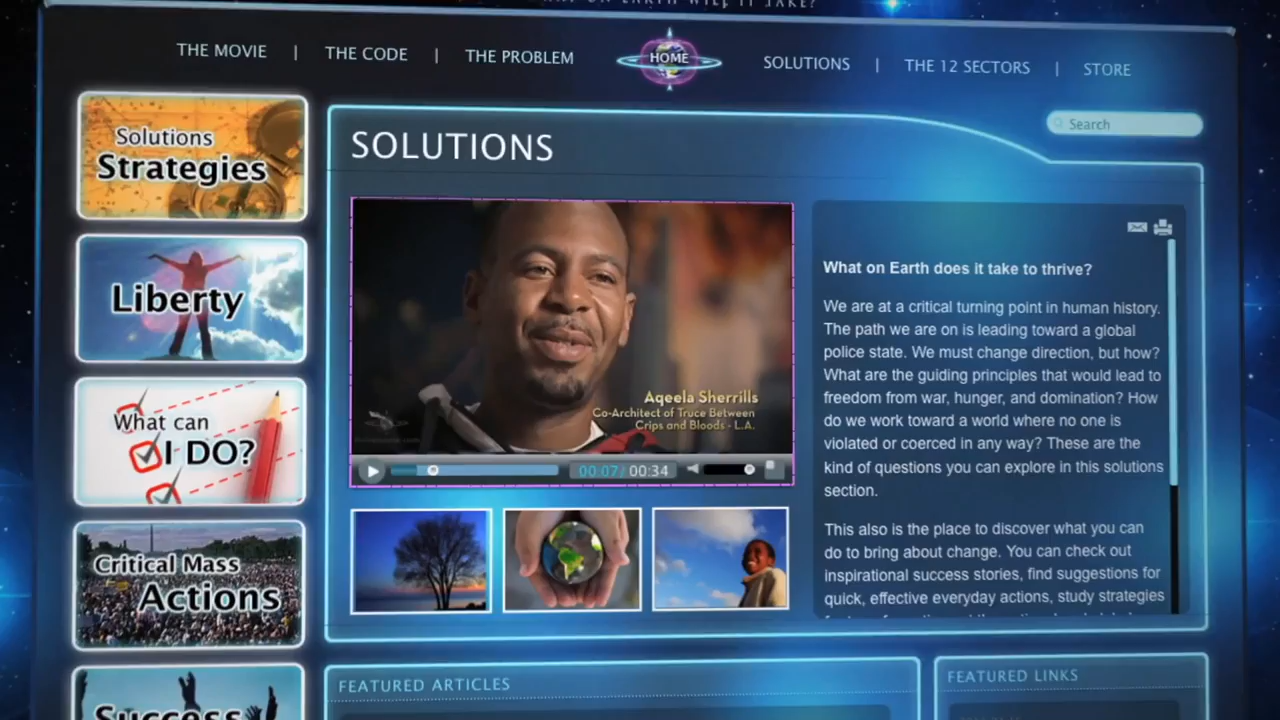 WHAT ON EARTH WILL IT TAKE?
THE MOVIE | THE CODE | THE PROBLEM
HOME
SOLUTIONS | THE 12 SECTORS | STORE
Search
Solutions
Strategies
Liberty
What can
I DO?
Critical Mass
Actions
Success
SOLUTIONS
Aqeela Sherrills
Co-Architect of Truce Between
Crips and Bloods - L.A.
00:07/ 00:34
What on Earth does it take to thrive?
We are at a critical turning point in human history.
The path we are on is leading toward a global
police state. We must change direction, but how?
What are the guiding principles that would lead to
freedom from war, hunger, and domination? How
do we work toward a world where no one is
violated or coerced in any way? These are the
kind of questions you can explore in this solutions
section.
This also is the place to discover what you can
do to bring about change. You can check out
inspirational success stories, find suggestions for
quick, effective everyday actions, study strategies
FEATURED ARTICLES
FEATURED LINKS